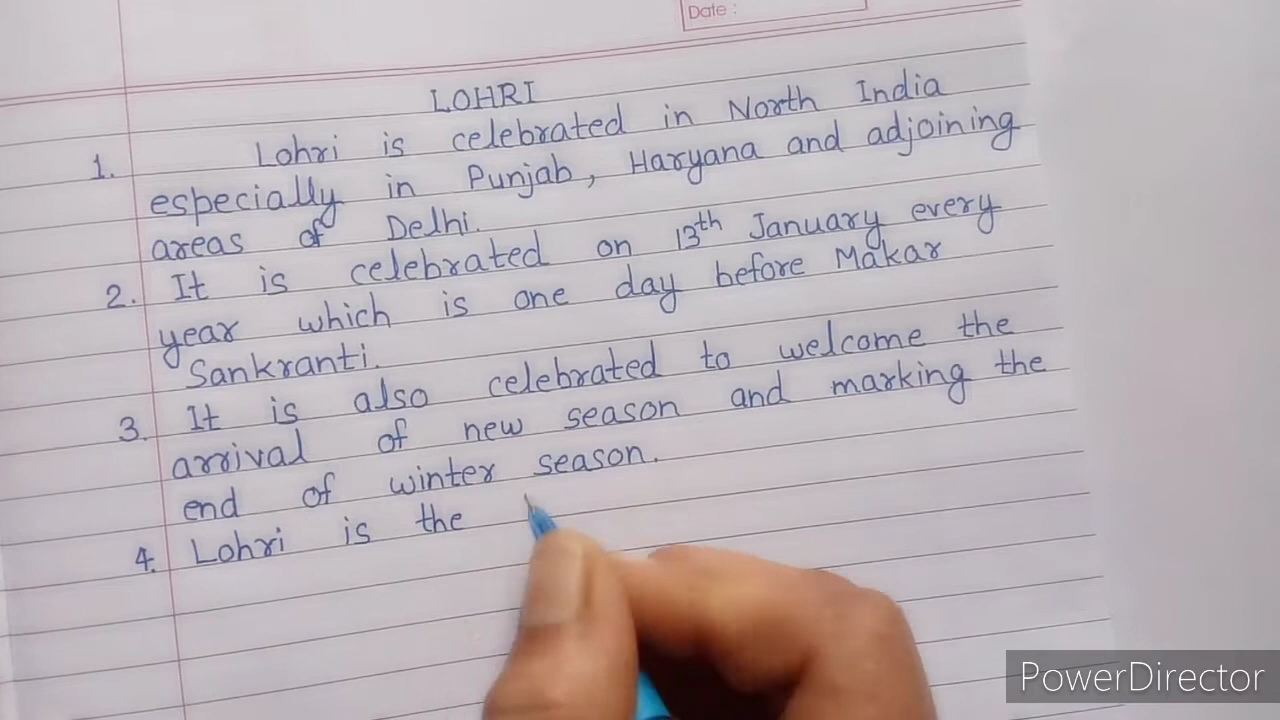 Date :
LOHRI
1. Lohri is celebrated in North India
especially in Punjab, Haryana and adjoining
areas of Delhi.
2. It is celebrated on 13th January every
year which is one day before Makar
Sankranti.
3. It is also celebrated to welcome the
arrival of new season and marking the
end of winter season.
4. Lohri is the
PowerDirector